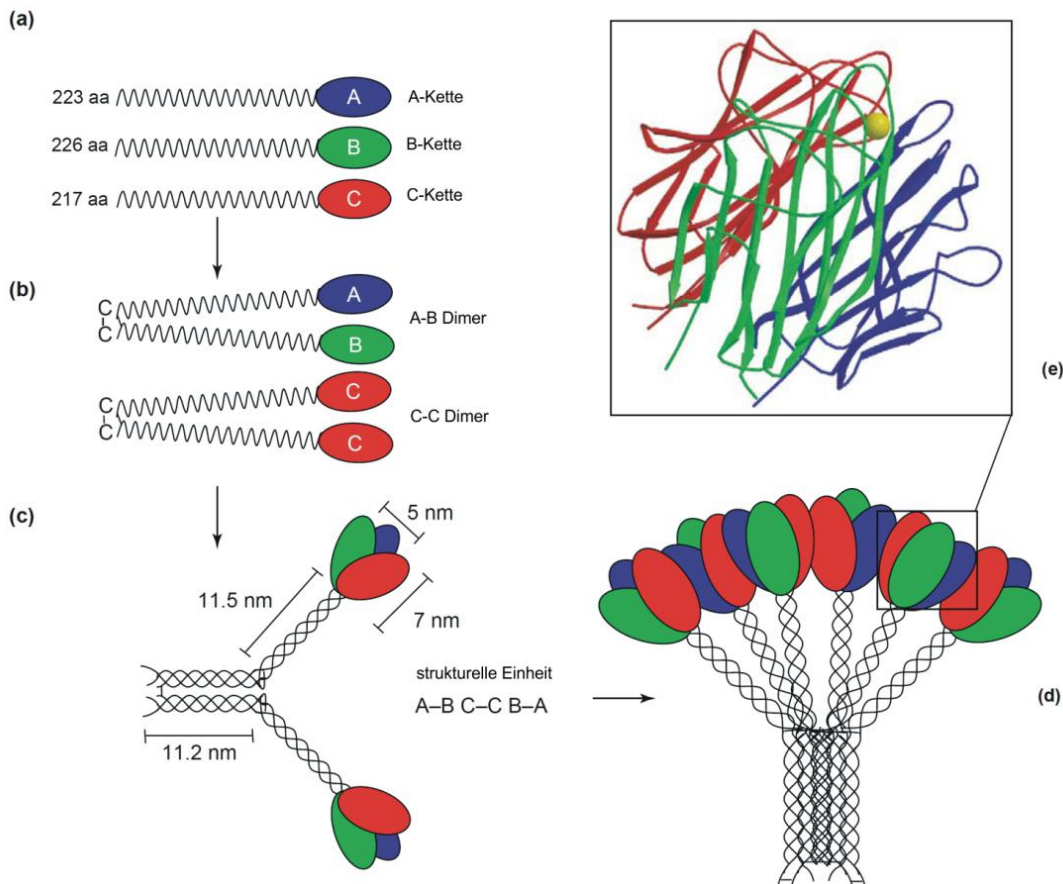 (a)
223 aa A A-Kette
226 aa B B-Kette
217 aa C C-Kette
(b)
C A
C B
A-B Dimer
C C
C C
C-C Dimer
(e)
(c)
5 nm
11.5 nm
7 nm
strukturelle Einheit
A–B C–C B–A
11.2 nm
(d)